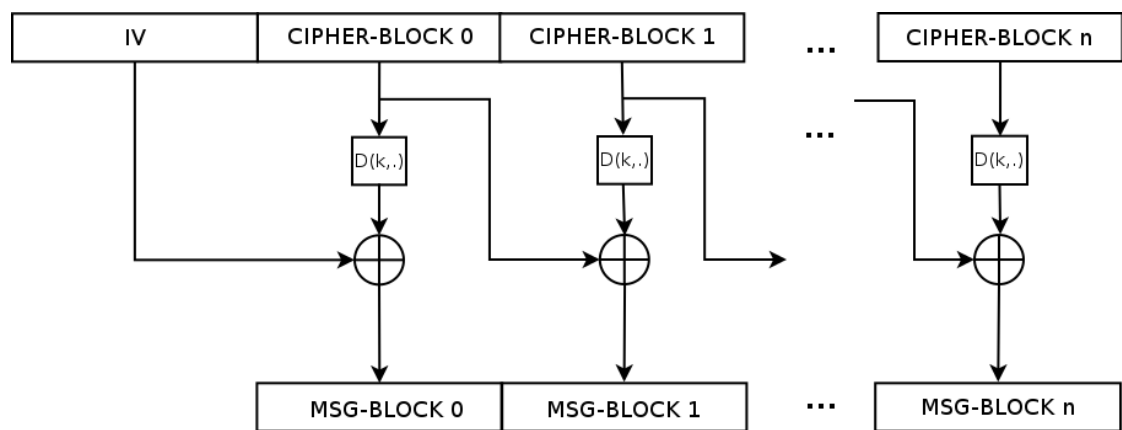 IV CIPHER-BLOCK 0 CIPHER-BLOCK 1 ... CIPHER-BLOCK n
...
D(k,.) D(k,.) D(k,.)
MSG-BLOCK 0 MSG-BLOCK 1 ... MSG-BLOCK n